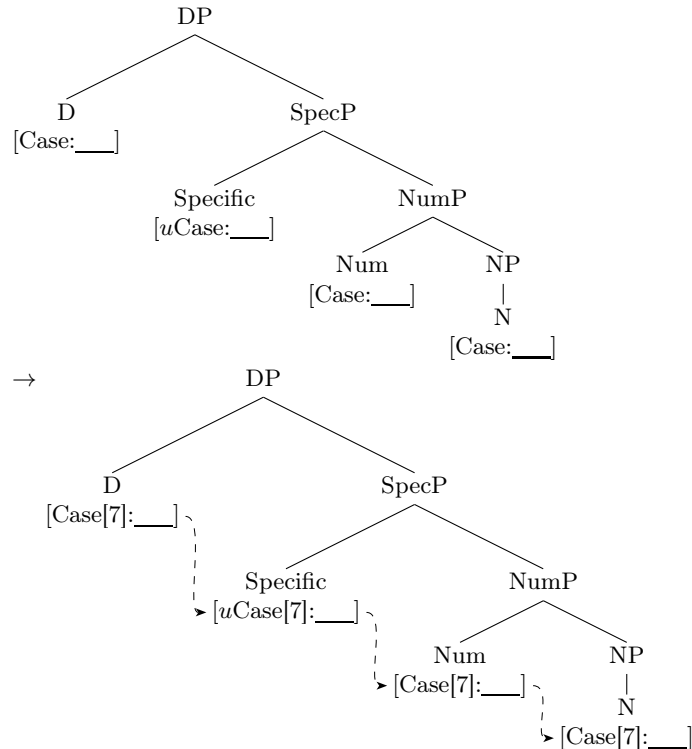 DP
D SpecP
[Case:___]
Specific NumP
[uCase:___]
Num NP
[Case:___]
N
[Case:___]
→ DP
D SpecP
[Case[7]:___]
Specific NumP
[uCase[7]:___]
Num NP
[Case[7]:___]
N
[Case[7]:___]